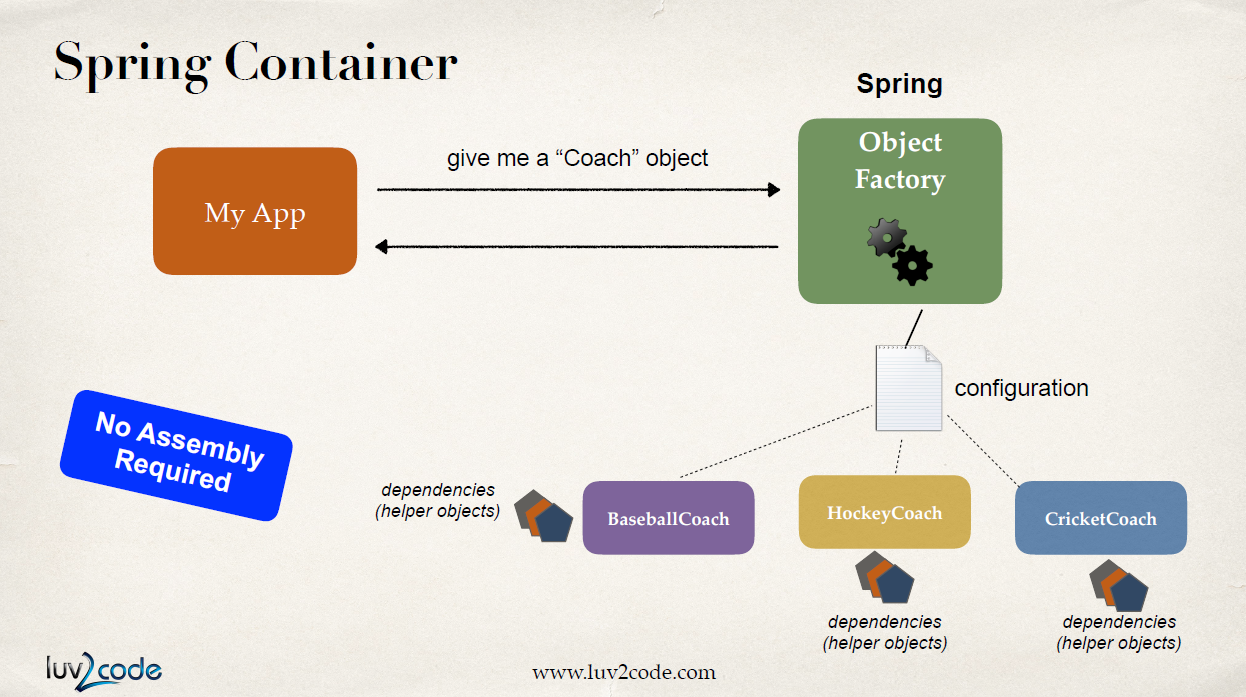 Spring Container
Spring
Object
Factory
give me a “Coach” object
My App
configuration
No Assembly
Required
dependencies
(helper objects)
BaseballCoach
HockeyCoach
CricketCoach
dependencies
(helper objects)
dependencies
(helper objects)
luv2code
www.luv2code.com